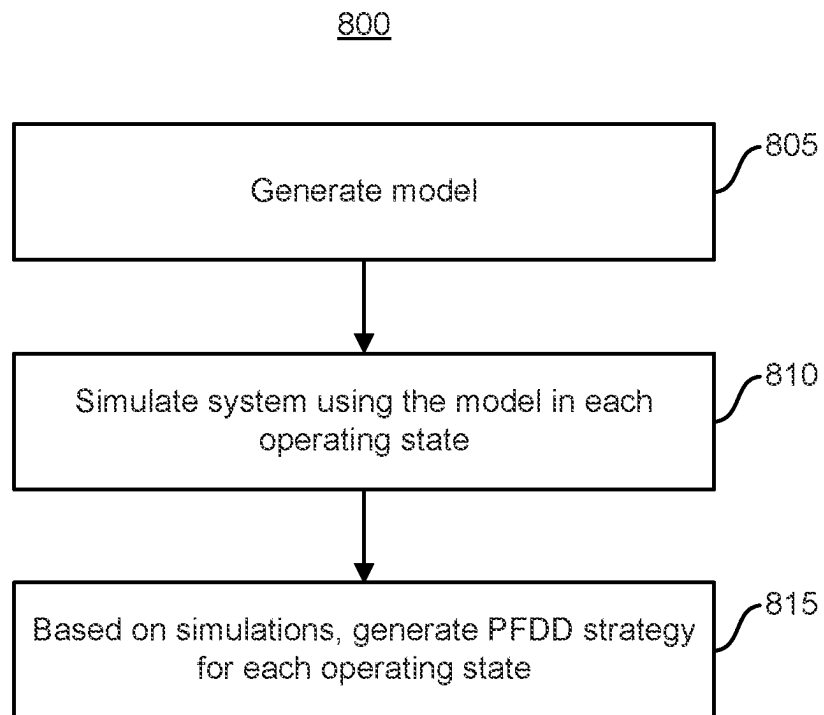 800
Generate model
805
Simulate system using the model in each
operating state
810
Based on simulations, generate PFDD strategy
for each operating state
815